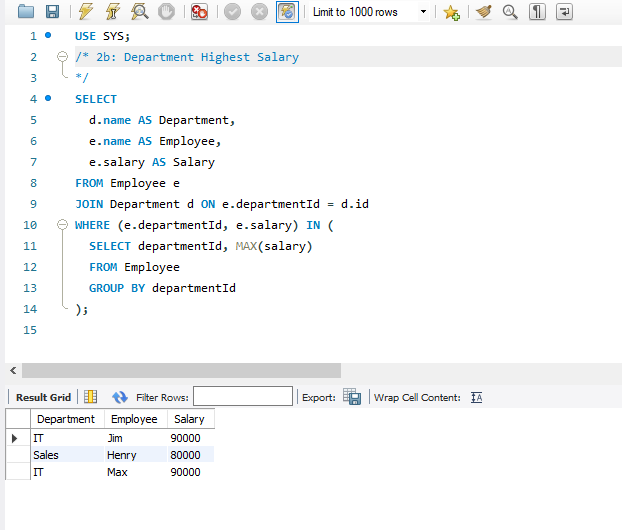 Limit to 1000 rows
1 USE SYS;
2 /* 2b: Department Highest Salary
3 */
4 SELECT
5 d.name AS Department,
6 e.name AS Employee,
7 e.salary AS Salary
8 FROM Employee e
9 JOIN Department d ON e.departmentId = d.id
10 WHERE (e.departmentId, e.salary) IN (
11 SELECT departmentId, MAX(salary)
12 FROM Employee
13 GROUP BY departmentId
14 );
15
Result Grid Filter Rows: Export: Wrap Cell Content:
Department Employee Salary
IT Jim 90000
Sales Henry 80000
IT Max 90000